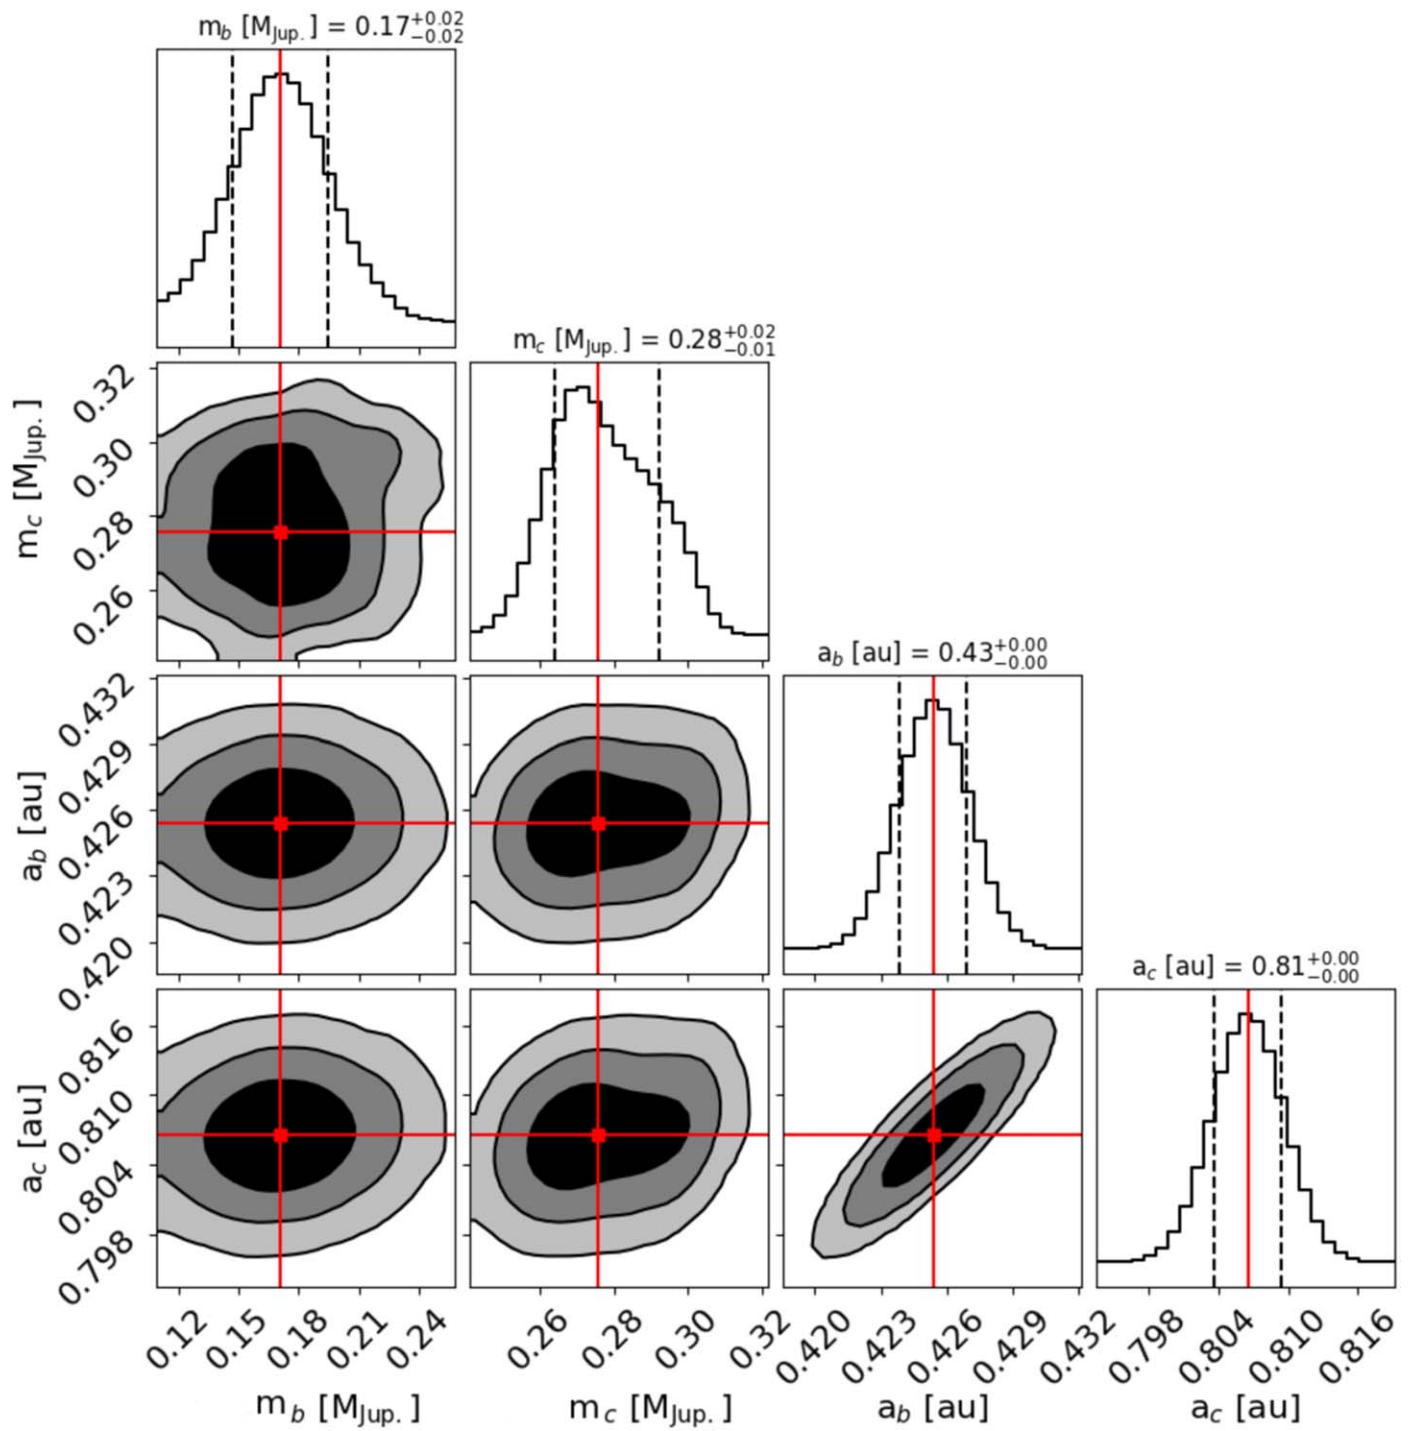 m_b [M_Jup.] = 0.17^{+0.02}_{-0.02}
m_c [M_Jup.] = 0.28^{+0.02}_{-0.01}
m_c [M_Jup.]
0.32
0.30
0.28
0.26
a_b [au] = 0.43^{+0.00}_{-0.00}
a_b [au]
0.432
0.429
0.426
0.423
0.420
a_c [au] = 0.81^{+0.00}_{-0.00}
a_c [au]
0.816
0.810
0.804
0.798
0.12 0.15 0.18 0.21 0.24 0.26 0.28 0.30 0.32 0.420 0.423 0.426 0.429 0.432 0.798 0.804 0.810 0.816
m_b [M_Jup.] m_c [M_Jup.] a_b [au] a_c [au]